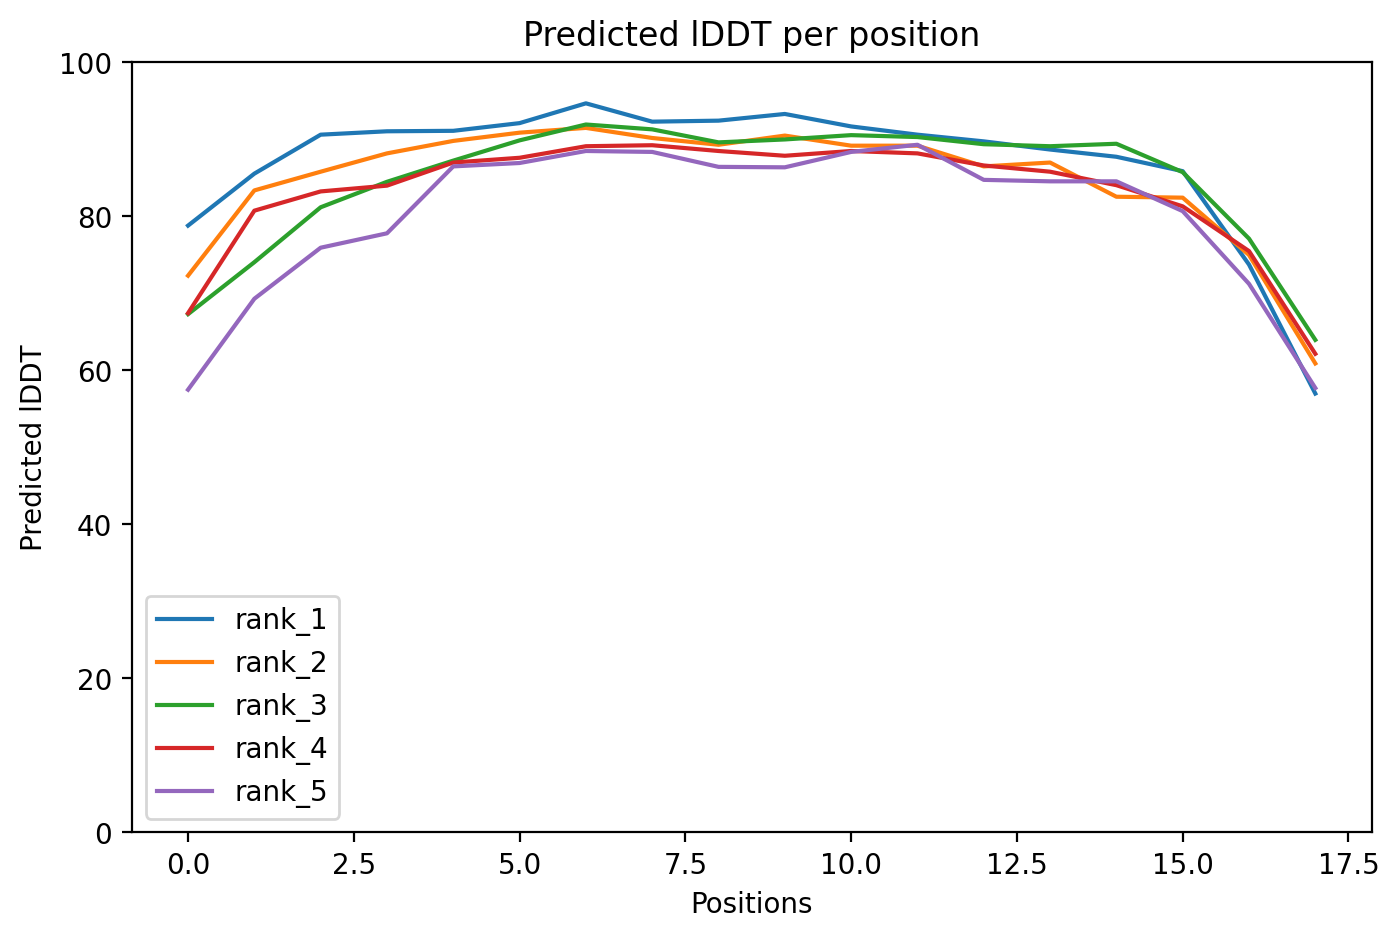 Predicted lDDT per position
100
80
60
40
20
0
Predicted lDDT
rank_1
rank_2
rank_3
rank_4
rank_5
0.0 2.5 5.0 7.5 10.0 12.5 15.0 17.5
Positions